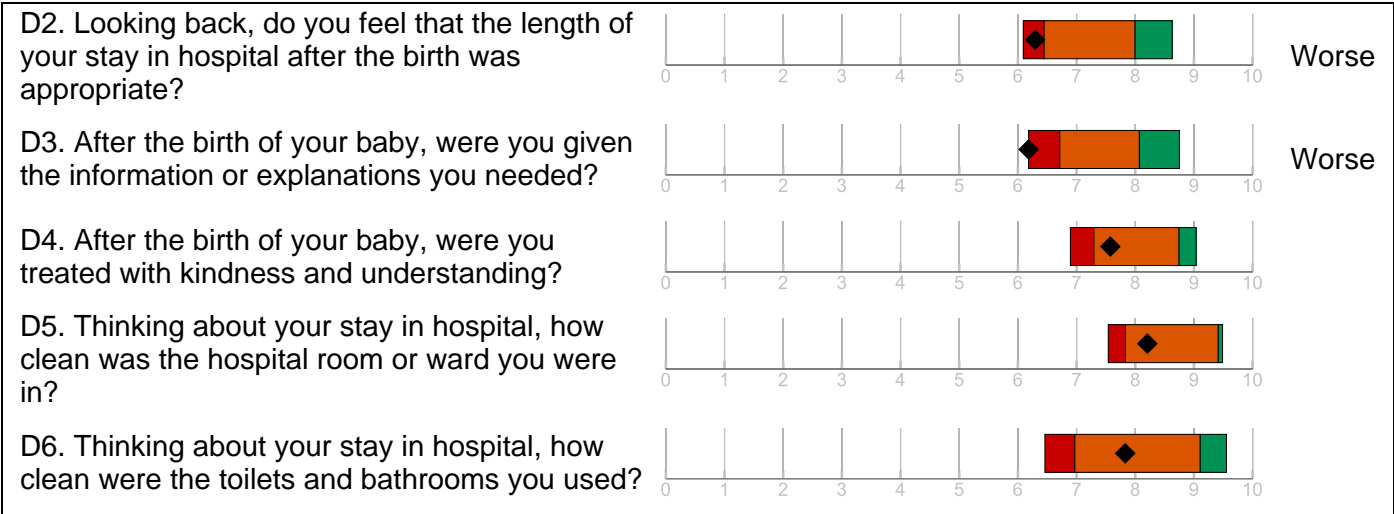 D2. Looking back, do you feel that the length of
your stay in hospital after the birth was
appropriate?
0 1 2 3 4 5 6 7 8 9 10
Worse
D3. After the birth of your baby, were you given
the information or explanations you needed?
0 1 2 3 4 5 6 7 8 9 10
Worse
D4. After the birth of your baby, were you
treated with kindness and understanding?
0 1 2 3 4 5 6 7 8 9 10
D5. Thinking about your stay in hospital, how
clean was the hospital room or ward you were
in?
0 1 2 3 4 5 6 7 8 9 10
D6. Thinking about your stay in hospital, how
clean were the toilets and bathrooms you used?
0 1 2 3 4 5 6 7 8 9 10